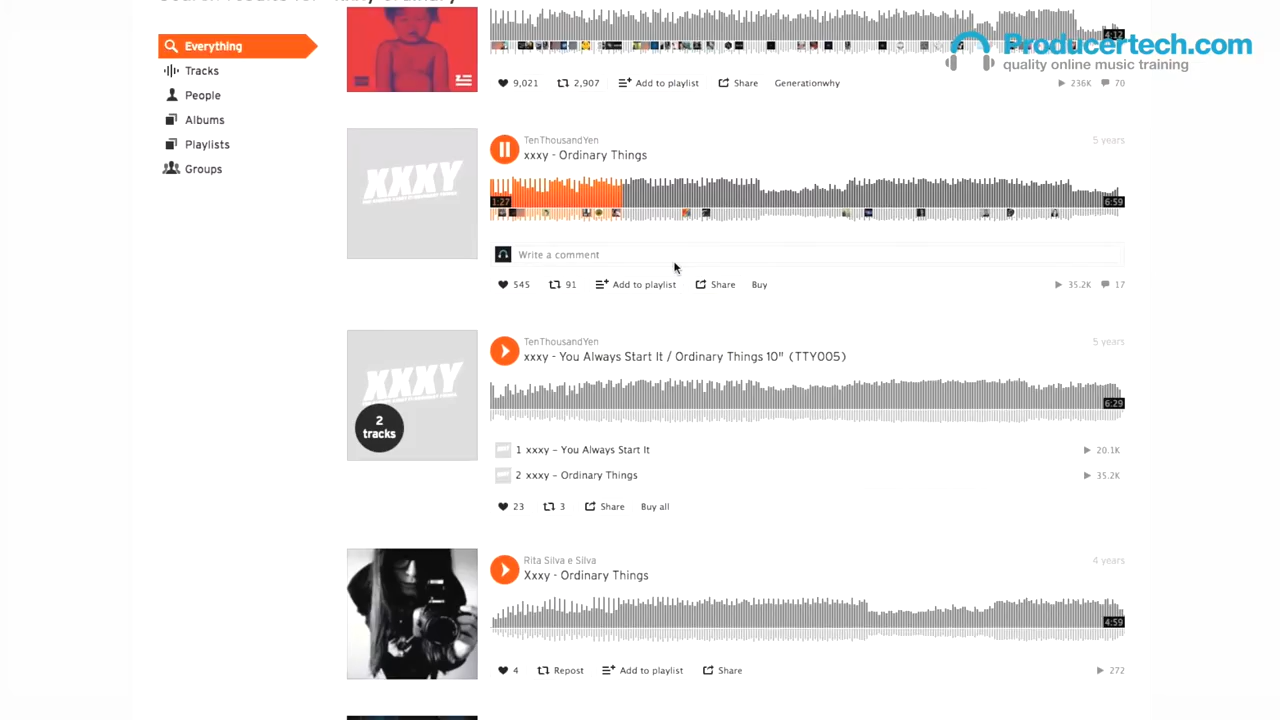 Everything
Tracks
People
Albums
Playlists
Groups
4:12
Producertech.com
quality online music training
9,021 2,907 Add to playlist Share Generationwhy 236K 70
TenThousandYen 5 years
xxxy - Ordinary Things
XXXY
1:27 6:59
Write a comment
545 91 Add to playlist Share Buy 35.2K 17
TenThousandYen 5 years
xxxy - You Always Start It / Ordinary Things 10" (TTY005)
XXXY
6:29
2
tracks
1 xxxy - You Always Start It 20.1K
2 xxxy - Ordinary Things 35.2K
23 3 Share Buy all
Rita Silva e Silva 4 years
Xxxy - Ordinary Things
4:59
4 Repost Add to playlist Share 272